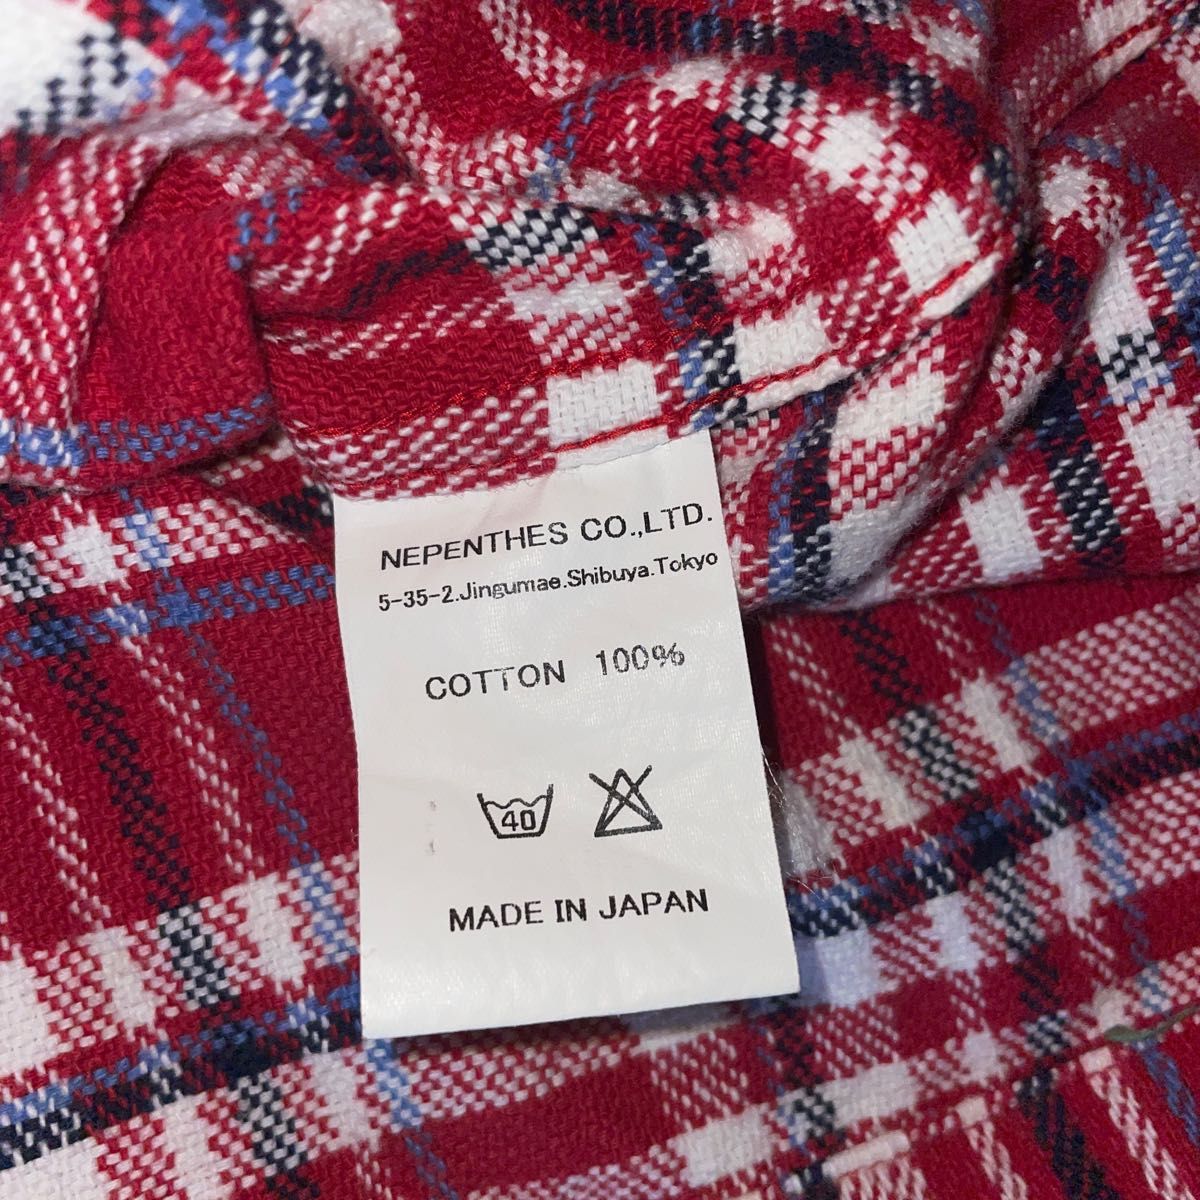 NEPENTHES CO.,LTD.
5-35-2.Jingumae.Shibuya.Tokyo
COTTON 100%
40
MADE IN JAPAN